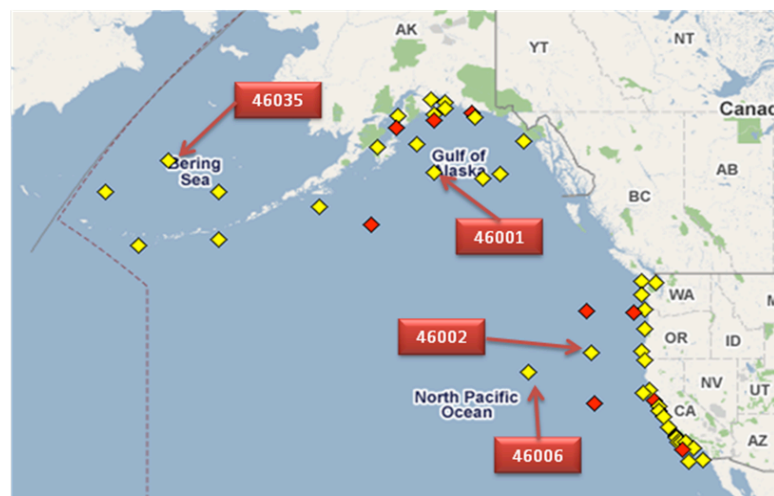 AK
YT
NT
46035
Canad
Bering
Sea
Gulf of
Alaska
AB
BC
46001
WA
46002
OR
ID
NV
UT
North Pacific
Ocean
CA
AZ
46006